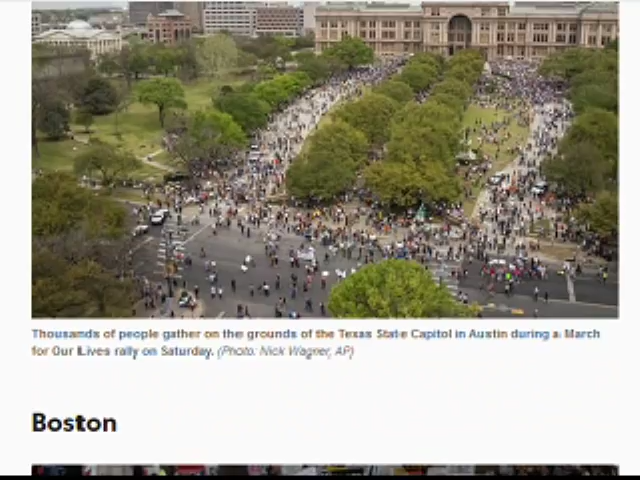 Thousands of people gather on the grounds of the Texas State Capitol in Austin during a March
for Our Lives rally on Saturday. (Photo: Nick Wagner, AP)
Boston